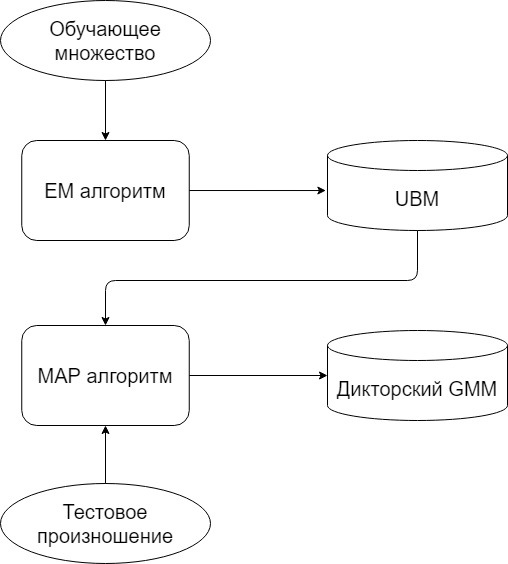 Обучающее
множество
EM алгоритм
UBM
MAP алгоритм
Дикторский GMM
Тестовое
произношение